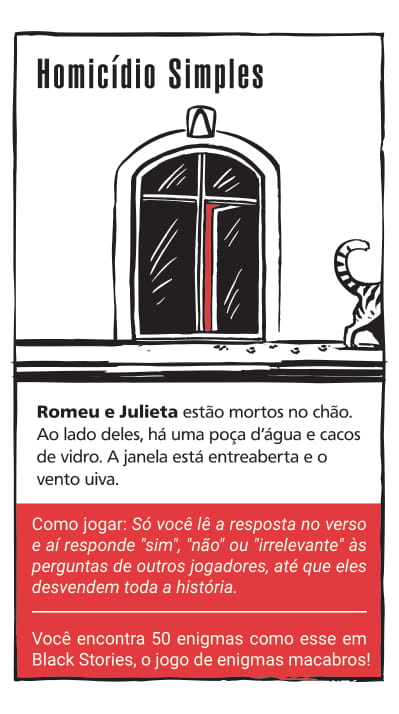 Homicídio Simples
Romeu e Julieta estão mortos no chão.
Ao lado deles, há uma poça d'água e cacos
de vidro. A janela está entreaberta e o
vento uiva.
Como jogar: Só você lê a resposta no verso
e aí responde "sim", "não" ou "irrelevante" às
perguntas de outros jogadores, até que eles
desvendem toda a história.
Você encontra 50 enigmas como esse em
Black Stories, o jogo de enigmas macabros!